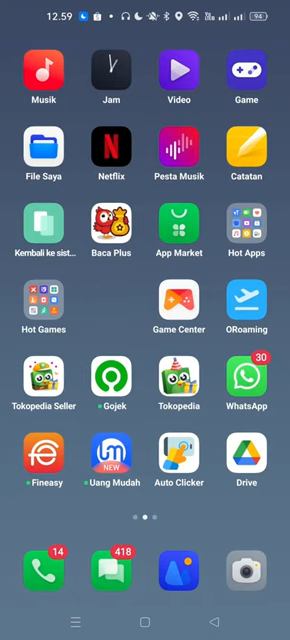 12.59
94
Musik
Jam
Video
Game
File Saya
Netflix
Pesta Musik
Catatan
Kembali ke sist...
Baca Plus
App Market
Hot Apps
Hot Games
Game Center
ORoaming
30
Tokopedia Seller
Gojek
Tokopedia
WhatsApp
NEW
Fineasy
Uang Mudah
Auto Clicker
Drive
14
418